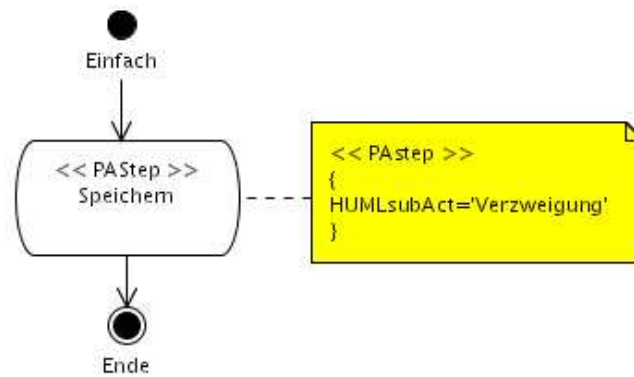 Einfach
<< PAStep >>
Speichern
<< PAstep >>
{
HUMLsubAct='Verzweigung'
}
Ende